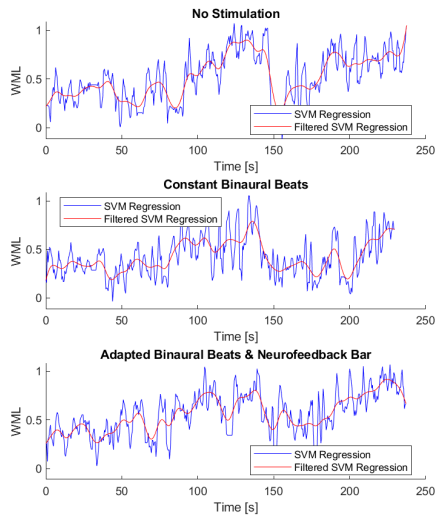 No Stimulation
1
0.5
0
WML
SVM Regression
Filtered SVM Regression
0 50 100 150 200 250
Time [s]
Constant Binaural Beats
1
0.5
0
WML
SVM Regression
Filtered SVM Regression
0 50 100 150 200 250
Time [s]
Adapted Binaural Beats & Neurofeedback Bar
1
0.5
0
WML
SVM Regression
Filtered SVM Regression
0 50 100 150 200 250
Time [s]